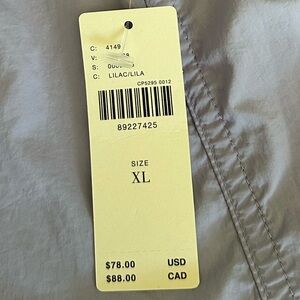 C: 4149
V:
S:
C: LILAC/LILA
CP5295 0012
89227425
SIZE
XL
$78.00 USD
$88.00 CAD